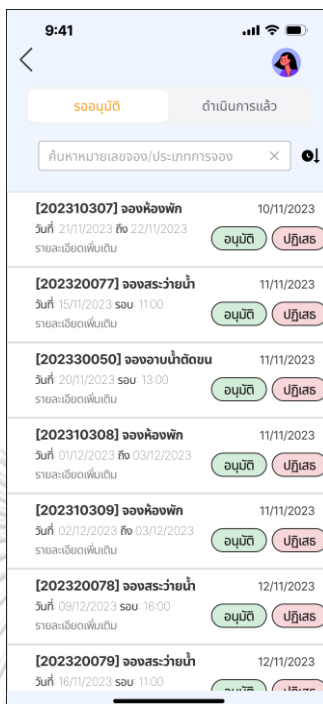 9:41
รออนุมัติ ดำเนินการแล้ว
ค้นหาหมายเลขจอง/ประเภทการจอง
[202310307] จองห้องพัก 10/11/2023
วันที่ 21/11/2023 ถึง 22/11/2023
รายละเอียดเพิ่มเติม อนุมัติ ปฏิเสธ
[202320077] จองสระว่ายน้ำ 11/11/2023
วันที่ 15/11/2023 รอบ 11:00
รายละเอียดเพิ่มเติม อนุมัติ ปฏิเสธ
[202330050] จองอาบน้ำตัดขน 11/11/2023
วันที่ 20/11/2023 รอบ 13:00
รายละเอียดเพิ่มเติม อนุมัติ ปฏิเสธ
[202310308] จองห้องพัก 11/11/2023
วันที่ 01/12/2023 ถึง 03/12/2023
รายละเอียดเพิ่มเติม อนุมัติ ปฏิเสธ
[202310309] จองห้องพัก 11/11/2023
วันที่ 02/12/2023 ถึง 03/12/2023
รายละเอียดเพิ่มเติม อนุมัติ ปฏิเสธ
[202320078] จองสระว่ายน้ำ 12/11/2023
วันที่ 09/12/2023 รอบ: 16:00
รายละเอียดเพิ่มเติม อนุมัติ ปฏิเสธ
[202320079] จองสระว่ายน้ำ 12/11/2023
วันที่ 16/11/2023 รอบ: 11:00